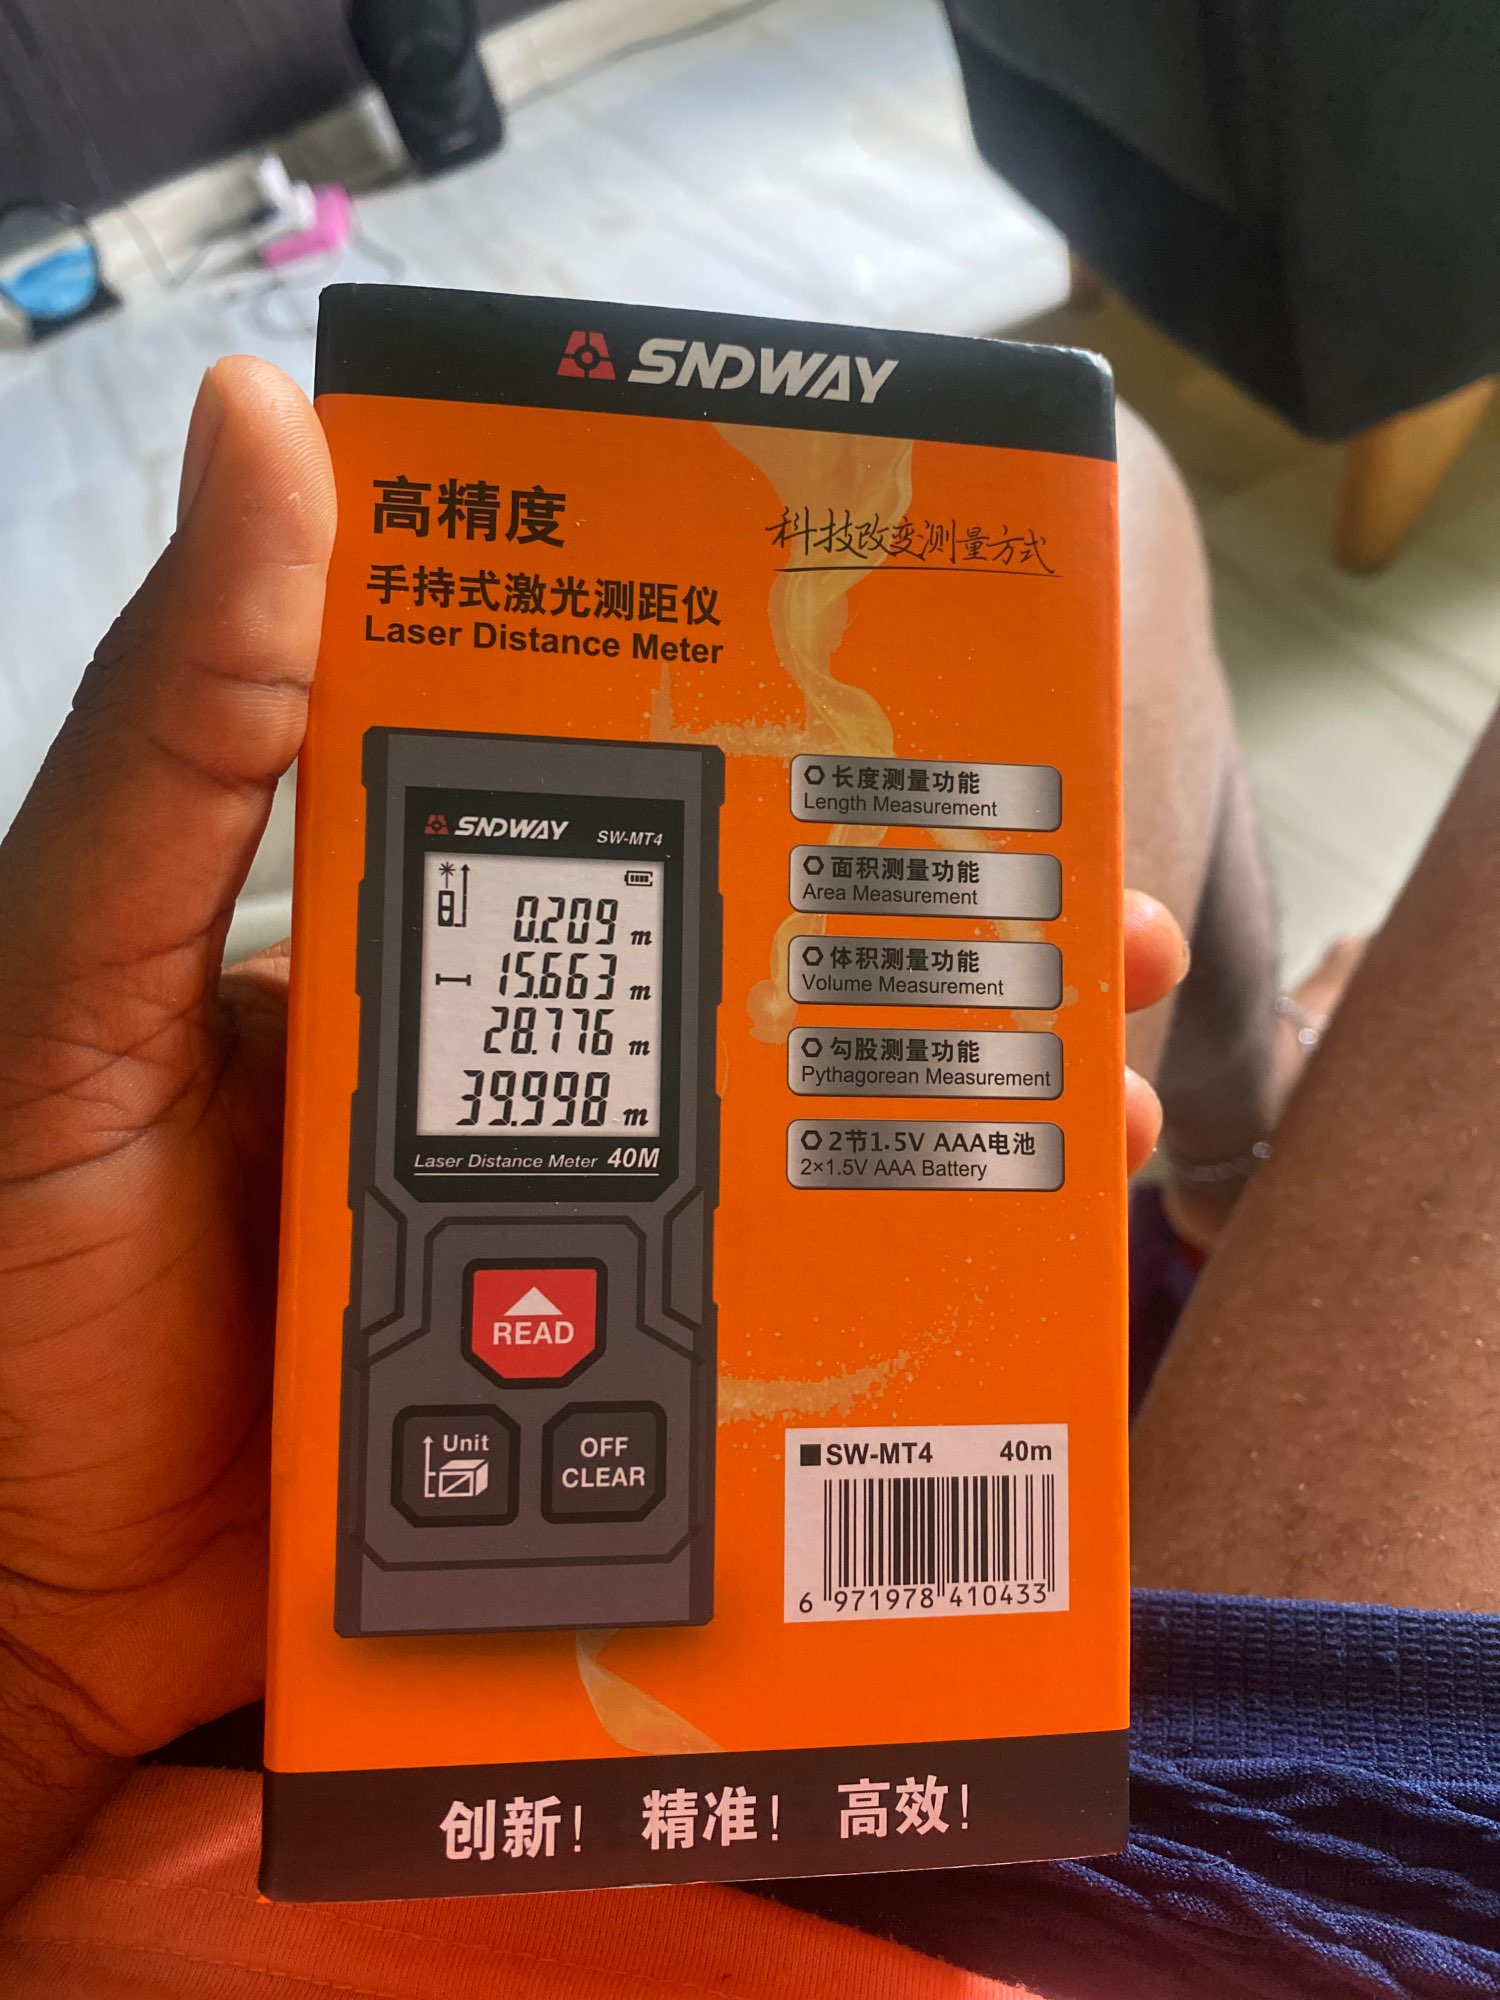 SNDWAY
高精度
科技改变测量方式
手持式激光测距仪
Laser Distance Meter
SNDWAY SW-MT4
0.209 m
15.663 m
28.776 m
39.998 m
Laser Distance Meter 40M
READ
Unit
OFF
CLEAR
长度测量功能
Length Measurement
面积测量功能
Area Measurement
体积测量功能
Volume Measurement
勾股测量功能
Pythagorean Measurement
2节1.5V AAA电池
2×1.5V AAA Battery
SW-MT4 40m
6 971978 410433
创新! 精准! 高效!